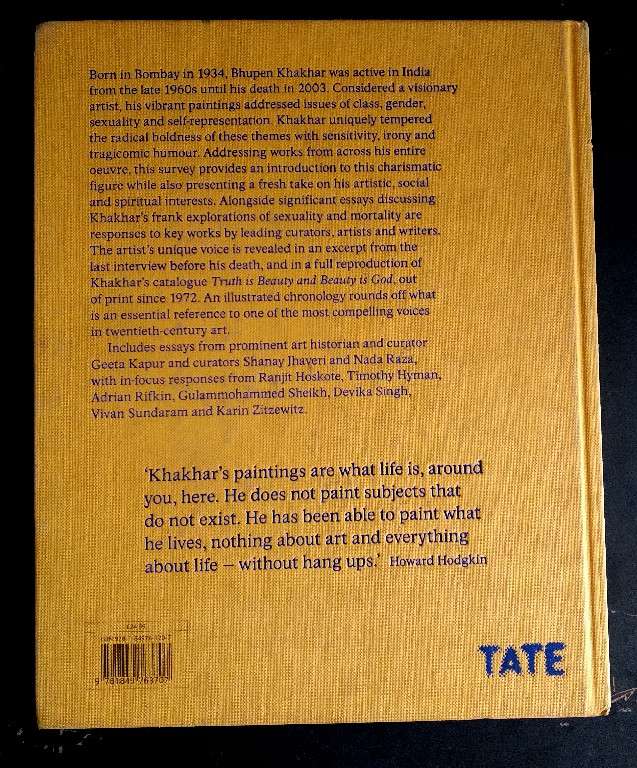 Born in Bombay in 1934, Bhupen Khakhar was active in India
from the late 1960s until his death in 2003. Considered a visionary
artist, his vibrant paintings addressed issues of class, gender,
sexuality and self-representation. Khakhar uniquely tempered
the radical boldness of these themes with sensitivity, irony and
tragicomic humour. Addressing works from across his entire
oeuvre, this survey provides an introduction to this charismatic
figure while also presenting a fresh take on his artistic, social
and spiritual interests. Alongside significant essays discussing
Khakhar's frank explorations of sexuality and mortality are
responses to key works by leading curators, artists and writers.
The artist's unique voice is revealed in an excerpt from the
last interview before his death, and in a full reproduction of
Khakhar's catalogue Truth is Beauty and Beauty is God, out
of print since 1972. An illustrated chronology rounds off what
is an essential reference to one of the most compelling voices
in twentieth-century art.
Includes essays from prominent art historian and curator
Geeta Kapur and curators Shanay Jhaveri and Nada Raza,
with in-focus responses from Ranjit Hoskote, Timothy Hyman,
Adrian Rifkin, Gulammohammed Sheikh, Devika Singh,
Vivan Sundaram and Karin Zitzewitz.
'Khakhar's paintings are what life is, around
you, here. He does not paint subjects that
do not exist. He has been able to paint what
he lives, nothing about art and everything
about life – without hang ups.' Howard Hodgkin
TATE